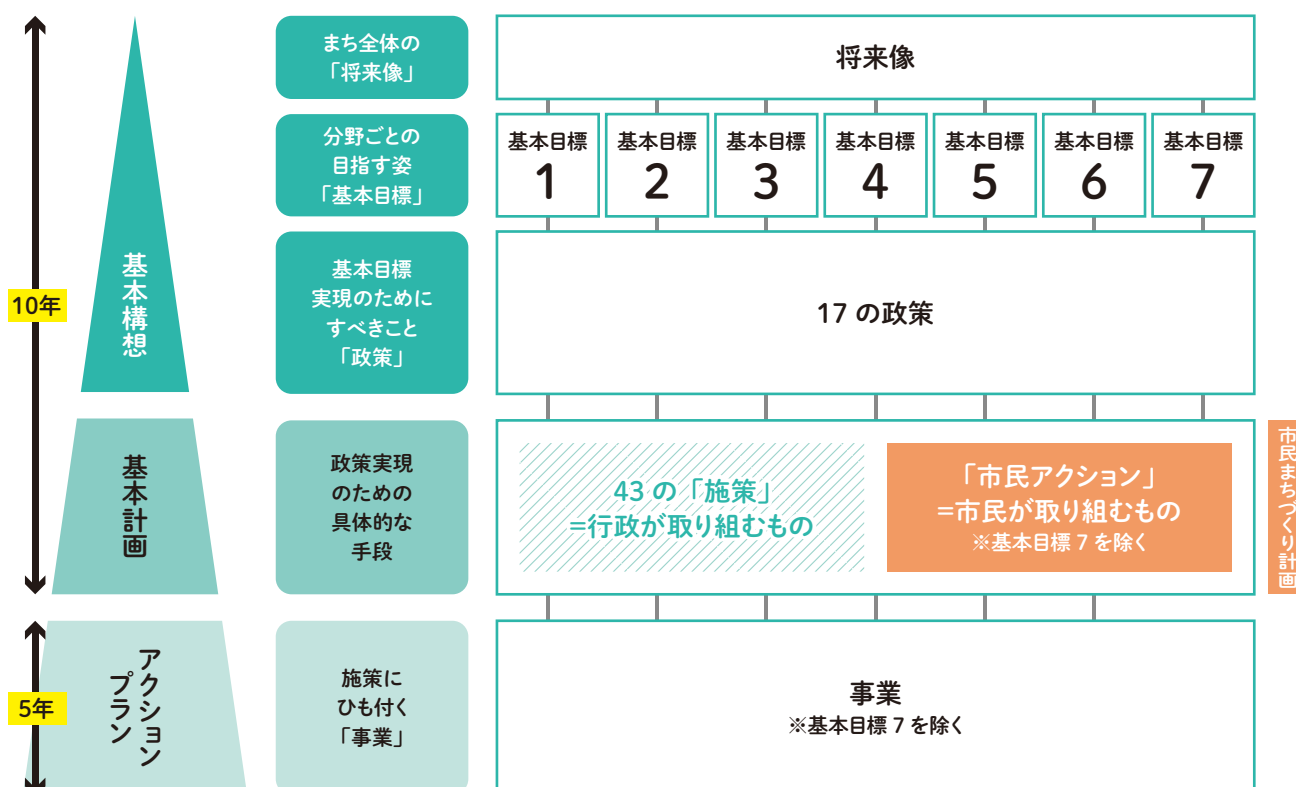 10年
基本構想
まち全体の
「将来像」
将来像
分野ごとの
目指す姿
「基本目標」
基本目標
1
基本目標
2
基本目標
3
基本目標
4
基本目標
5
基本目標
6
基本目標
7
基本目標
実現のために
すべきこと
「政策」
17 の政策
基本計画
政策実現
のための
具体的な
手段
43 の「施策」
=行政が取り組むもの
「市民アクション」
=市民が取り組むもの
※基本目標 7 を除く
市民まちづくり計画
5年
アクション
プラン
施策に
ひも付く
「事業」
事業
※基本目標 7 を除く